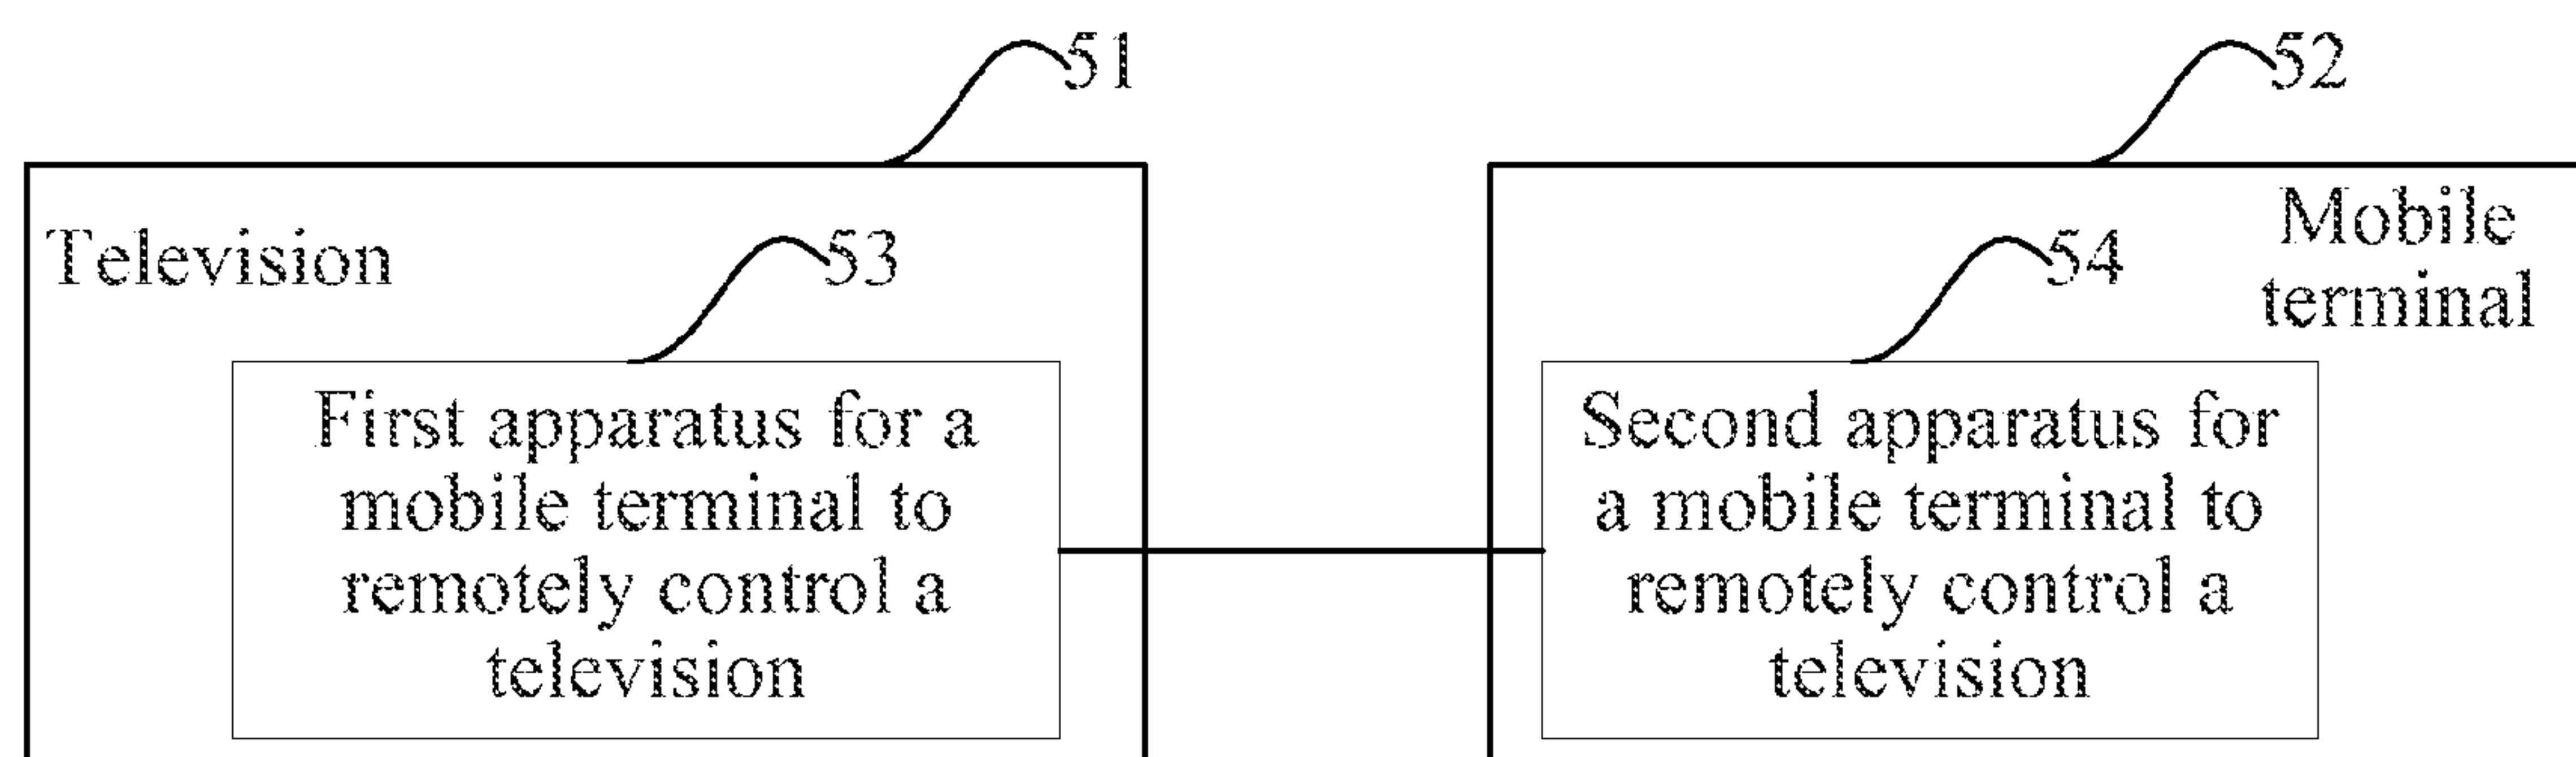 51
52
Television
53
54
Mobile
terminal
First apparatus for a
mobile terminal to
remotely control a
television
Second apparatus for
a mobile terminal to
remotely control a
television